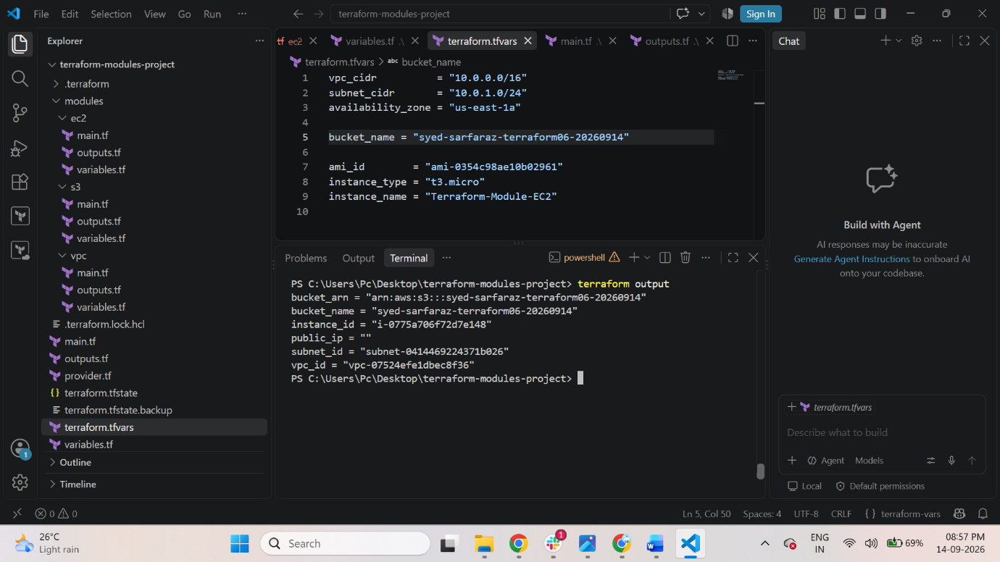 File Edit Selection View Go Run ···
terraform-modules-project
Sign In
Explorer ···
terraform-modules-project
.terraform
modules
ec2
main.tf
outputs.tf
variables.tf
s3
main.tf
outputs.tf
variables.tf
vpc
main.tf
outputs.tf
variables.tf
.terraform.lock.hcl
main.tf
outputs.tf
provider.tf
terraform.tfstate
terraform.tfstate.backup
terraform.tfvars
variables.tf
Outline
Timeline
1
tf ec2 variables.tf .\ terraform.tfvars main.tf .\ outputs.tf .\ ···
terraform.tfvars > abc bucket_name
1 vpc_cidr          = "10.0.0.0/16"
2 subnet_cidr       = "10.0.1.0/24"
3 availability_zone = "us-east-1a"
4
5 bucket_name = "syed-sarfaraz-terraform06-20260914"
6
7 ami_id        = "ami-0354c98ae10b02961"
8 instance_type = "t3.micro"
9 instance_name = "Terraform-Module-EC2"
10
Problems Output Terminal ··· powershell ···
PS C:\Users\Pc\Desktop\terraform-modules-project> terraform output
bucket_arn = "arn:aws:s3:::syed-sarfaraz-terraform06-20260914"
bucket_name = "syed-sarfaraz-terraform06-20260914"
instance_id = "i-0775a706f72d7e148"
public_ip = ""
subnet_id = "subnet-0414469224371b026"
vpc_id = "vpc-07524efe1dbec8f36"
PS C:\Users\Pc\Desktop\terraform-modules-project>
Chat ···
Build with Agent
AI responses may be inaccurate
Generate Agent Instructions to onboard AI
onto your codebase.
terraform.tfvars
Describe what to build
Agent Models
Local Default permissions
0 0
Ln 5, Col 50 Spaces: 4 UTF-8 CRLF { } terraform-vars
26°C
Light rain
Search
1
ENG
IN
69%
08:57 PM
14-09-2026